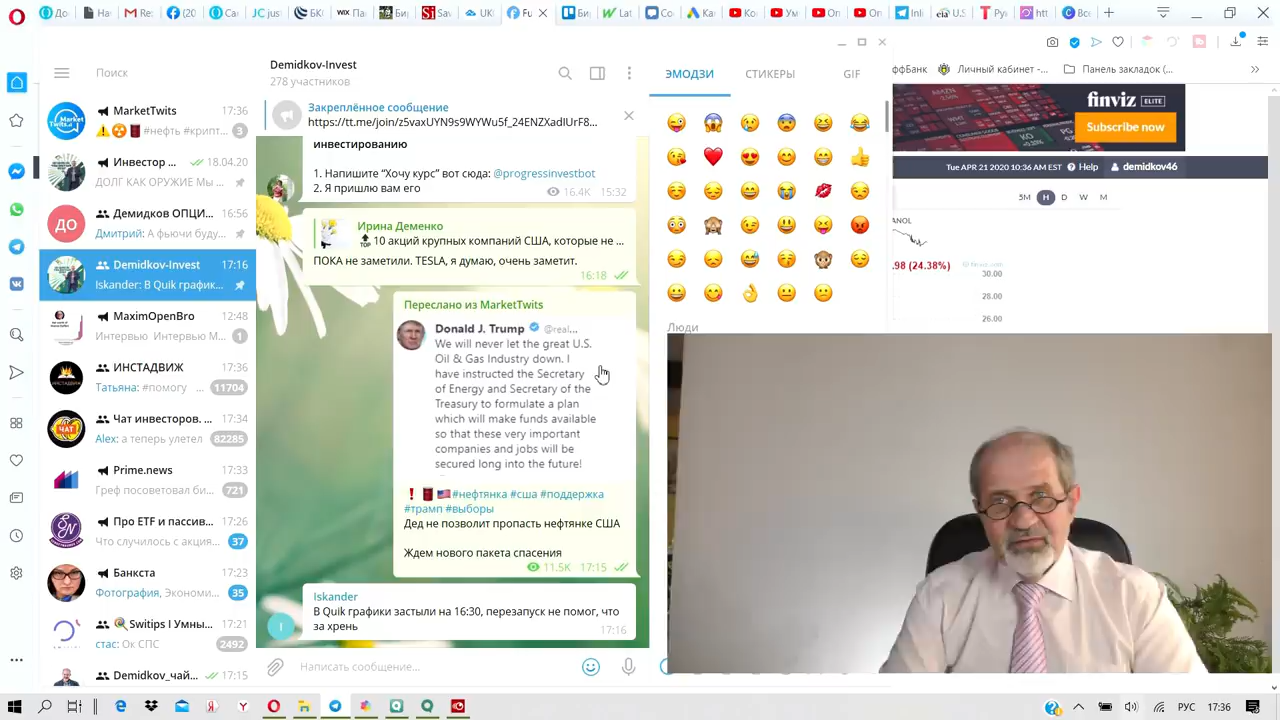 Поиск
MarketTwits
17:36
#нефть #крипт...
3
Инвестор ...
18.04.20
ДОЛГ КАК ОРУЖИЕ Мы ...
ДО
Демидков ОПЦИ...
16:56
Дмитрий: А фьючи буду...
Demidkov-Invest
17:16
Iskander: В Quik график...
MaximOpenBro
12:48
Интервью Интервью М...
1
ИНСТАДВИЖ
17:36
Татьяна: #помогу ...
11704
Чат инвесторов. ...
17:34
Alex: а теперь улетел
82285
Prime.news
17:33
Греф посоветовал би...
721
Про ETF и пассив...
17:26
Что случилось с акция...
37
Банкста
17:23
Фотография, Экономи...
35
Switips I Умны...
17:21
стас: Ок СПС
2492
Demidkov_чай...
17:15
Demidkov-Invest
278 участников
Закреплённое сообщение
https://tt.me/join/z5vaxUYN9s9WYWu5f_24ENZXadIUrF8...
инвестированию
1. Напишите “Хочу курс” вот сюда: @progressinvestbot
2. Я пришлю вам его
16.4K 15:32
Ирина Деменко
TOP 10 акций крупных компаний США, которые не ...
ПОКА не заметили. TESLA, я думаю, очень заметит.
16:18
Переслано из MarketTwits
Donald J. Trump @real...
We will never let the great U.S.
Oil & Gas Industry down. I
have instructed the Secretary
of Energy and Secretary of the
Treasury to formulate a plan
which will make funds available
so that these very important
companies and jobs will be
secured long into the future!
#нефтянка #сша #поддержка
#трамп #выборы
Дед не позволит пропасть нефтянке США
Ждем нового пакета спасения
11.5K 17:15
Iskander
В Quik графики застыли на 16:30, перезапуск не помог, что
за хрень
17:16
Написать сообщение...
ЭМОДЗИ
СТИКЕРЫ
GIF
Люди
ффБанк
Личный кабинет -...
Панель закладок (...
finviz ELITE
Subscribe now
Tue APR 21 2020 10:36 AM EST
Help
demidkov46
5M H D W M
ANOL
.98 (24.38%)
30.00
28.00
26.00
РУС
17:36